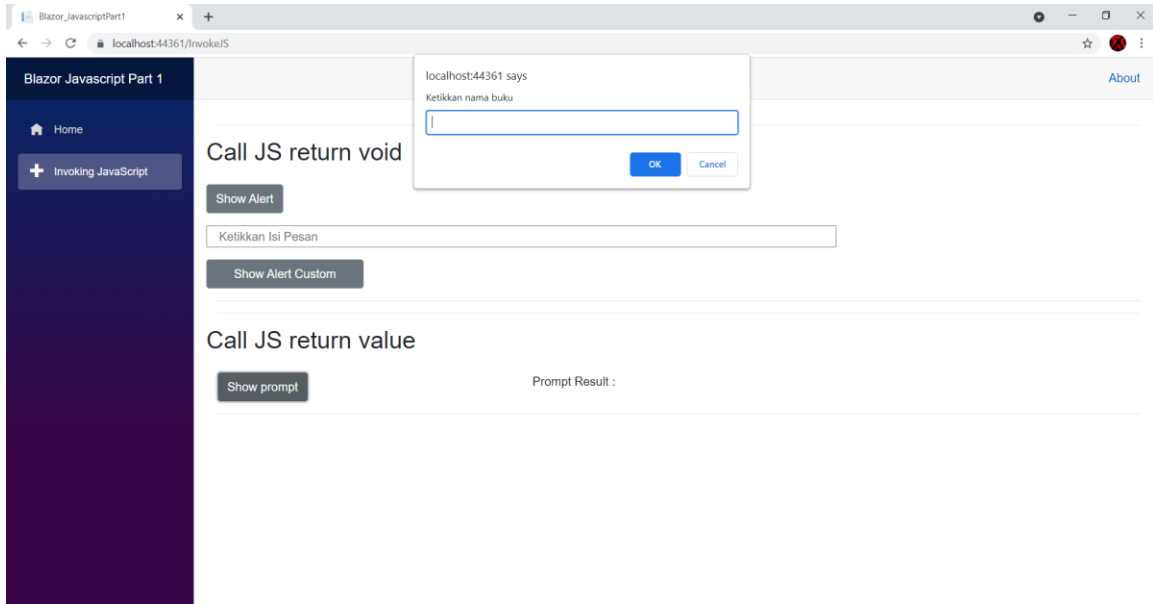 Blazor_JavascriptPart1
localhost:44361/InvokeJS
Blazor Javascript Part 1
About
localhost:44361 says
Ketikkan nama buku
OK
Cancel
Home
Invoking JavaScript
Call JS return void
Show Alert
Ketikkan Isi Pesan
Show Alert Custom
Call JS return value
Show prompt
Prompt Result :